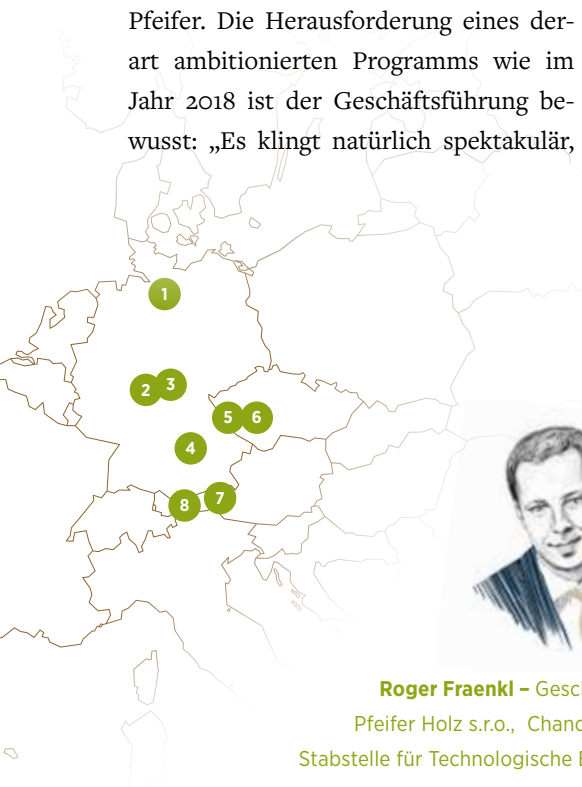 Pfeifer. Die Herausforderung eines der-
art ambitionierten Programms wie im
Jahr 2018 ist der Geschäftsführung be-
wusst: „Es klingt natürlich spektakulär,
1
2 3
5 6
4
8 7
Roger Fraenkl –
Pfeifer Holz s.r.o.,
Stabstelle für Technologische